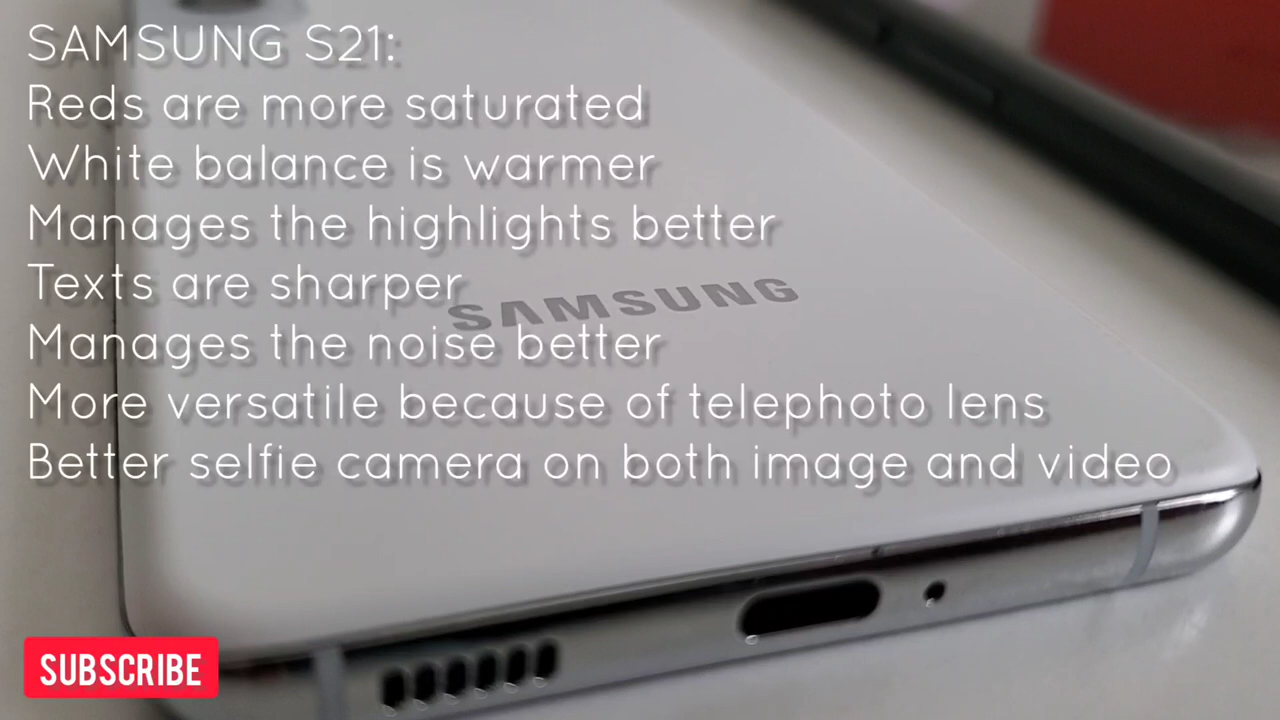 SAMSUNG S21:
Reds are more saturated
White balance is warmer
Manages the highlights better
Texts are sharper
SAMSUNG
Manages the noise better
More versatile because of telephoto lens
Better selfie camera on both image and video
SUBSCRIBE